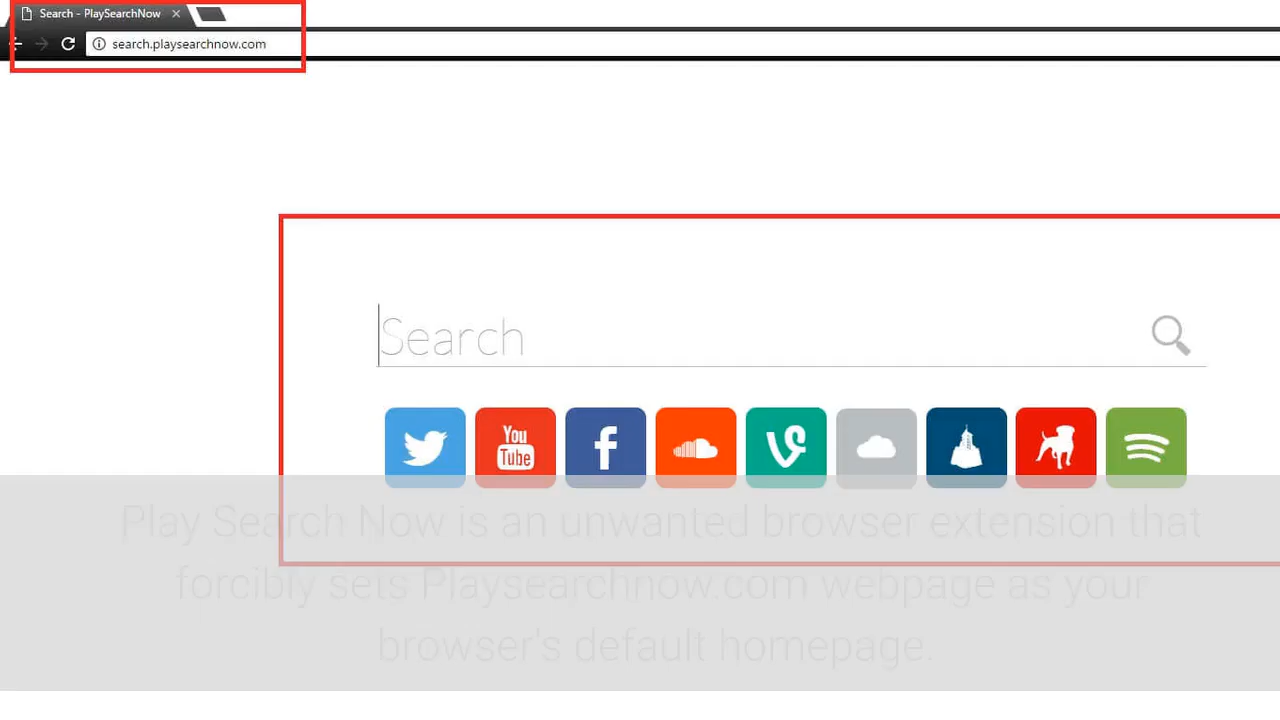 Search - PlaySearchNow
search.playsearchnow.com
Search
You
Tube
Play Search Now is an unwanted browser extension that
forcibly sets Playsearchnow.com webpage as your
browser's default homepage.